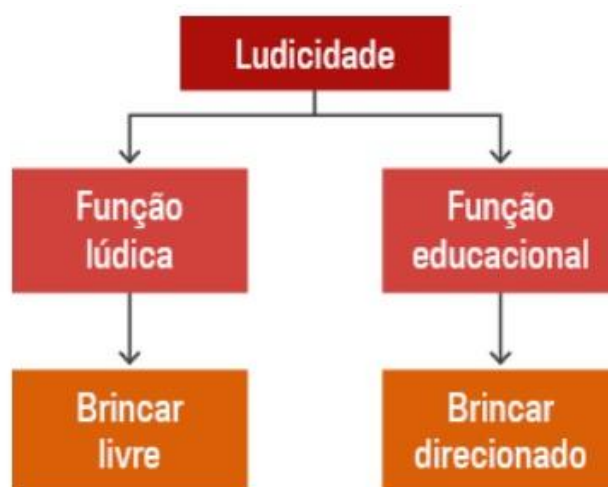 Ludicidade
Função
lúdica
Função
educacional
Brincar
livre
Brincar
direcionado